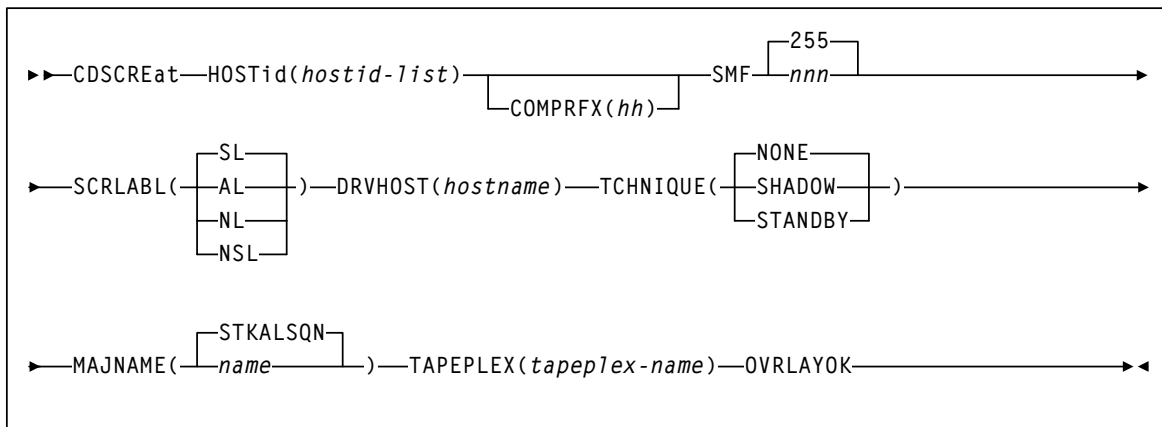 255
CDSCREat HOSTid(hostid-list) SMF nnn
COMPRFX(hh)
SL NONE
SCRLABL( AL ) DRVHOST(hostname) TCHNIQUE( SHADOW )
NL STANDBY
NSL
STKALSQN
MAJNAME( name ) TAPEPLEX(tapeplex-name) OVRLAYOK